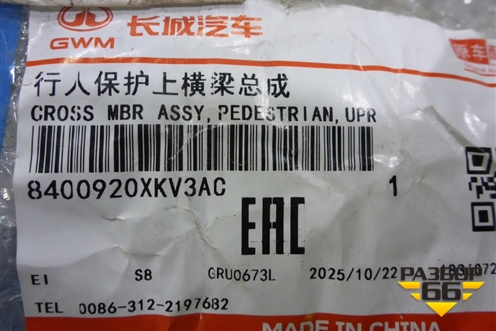 GWM 长城汽车
行人保护上横梁总成
CROSS MBR ASSY,PEDESTRIAN,UPR
8400920XKV3AC 1
EAC
EI S8 GRU0673L 2025/10/22
TEL 0086-312-2197682
MADE IN CHINA
РАЗБОР 66